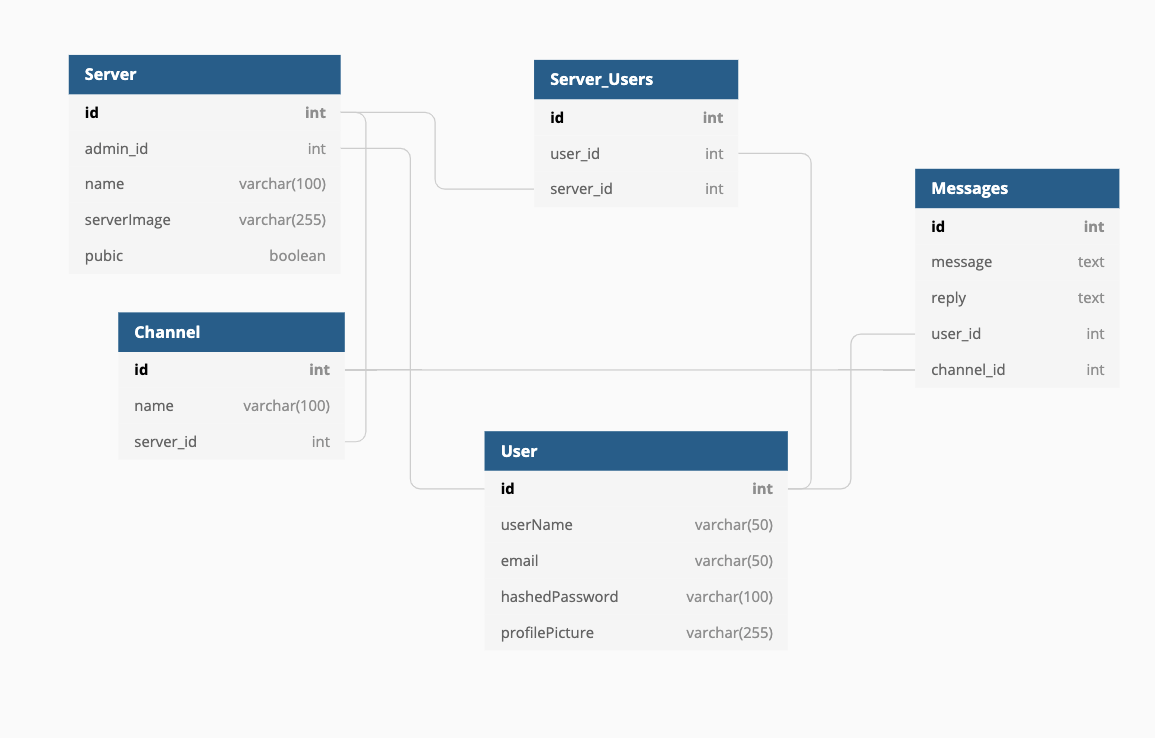 Server
id int
admin_id int
name varchar(100)
serverImage varchar(255)
pubic boolean
Server_Users
id int
user_id int
server_id int
Messages
id int
message text
reply text
user_id int
channel_id int
Channel
id int
name varchar(100)
server_id int
User
id int
userName varchar(50)
email varchar(50)
hashedPassword varchar(100)
profilePicture varchar(255)